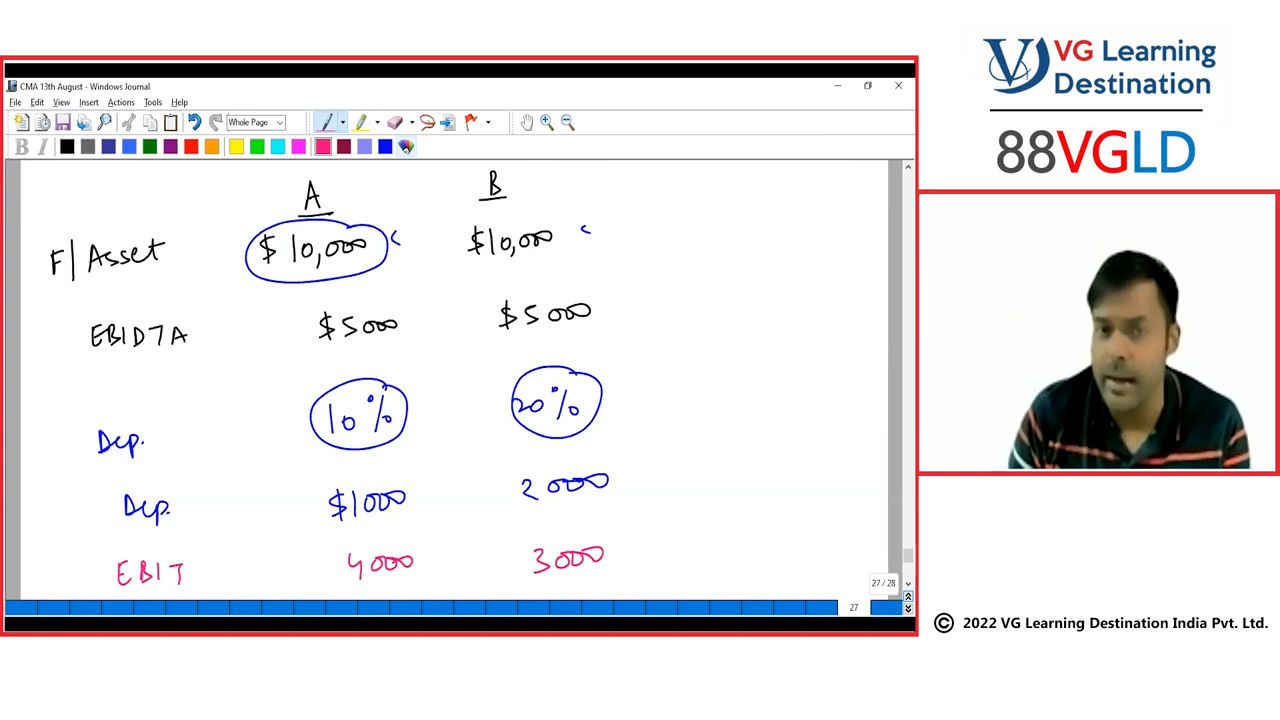 CMA 13th August - Windows Journal
File Edit View Insert Actions Tools Help
Whole Page
B I
A B
F/Asset $10,000 $10,000
EBIDTA $5000 $5000
Dep. 10% 20%
Dep. $1000 2000
EBIT 4000 3000
27 / 28
27
VG Learning
Destination
88VGLD
© 2022 VG Learning Destination India Pvt. Ltd.